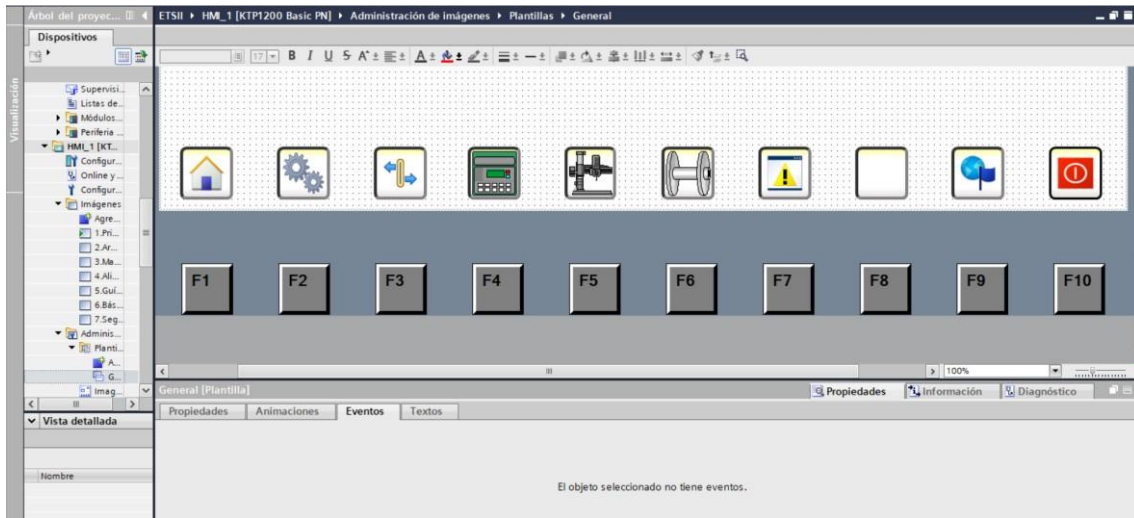 Árbol del proyec...
ETSII ▸ HMI_1 [KTP1200 Basic PN] ▸ Administración de imágenes ▸ Plantillas ▸ General
Dispositivos
17
B I U S A
Visualización
Supervisi...
Listas de...
Módulos...
Periferia ...
HMI_1 [KT...
Configur...
Online y ...
Configur...
Imágenes
Agre...
1.Pri...
2.Ar...
3.Ma...
4.Ali...
5.Guí...
6.Bás...
7.Seg...
Adminis...
Planti...
A...
G...
Imag...
F1 F2 F3 F4 F5 F6 F7 F8 F9 F10
100%
General [Plantilla]
Propiedades Información Diagnóstico
Propiedades Animaciones Eventos Textos
Vista detallada
Nombre
El objeto seleccionado no tiene eventos.